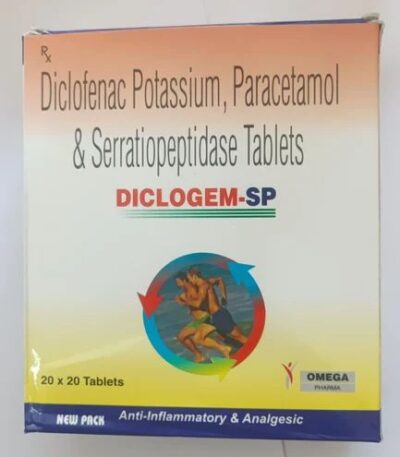 Rx
Diclofenac Potassium, Paracetamol
& Serratiopeptidase Tablets
DICLOGEM-SP
20 x 20 Tablets
OMEGA
PHARMA
NEW PACK
Anti-Inflammatory & Analgesic